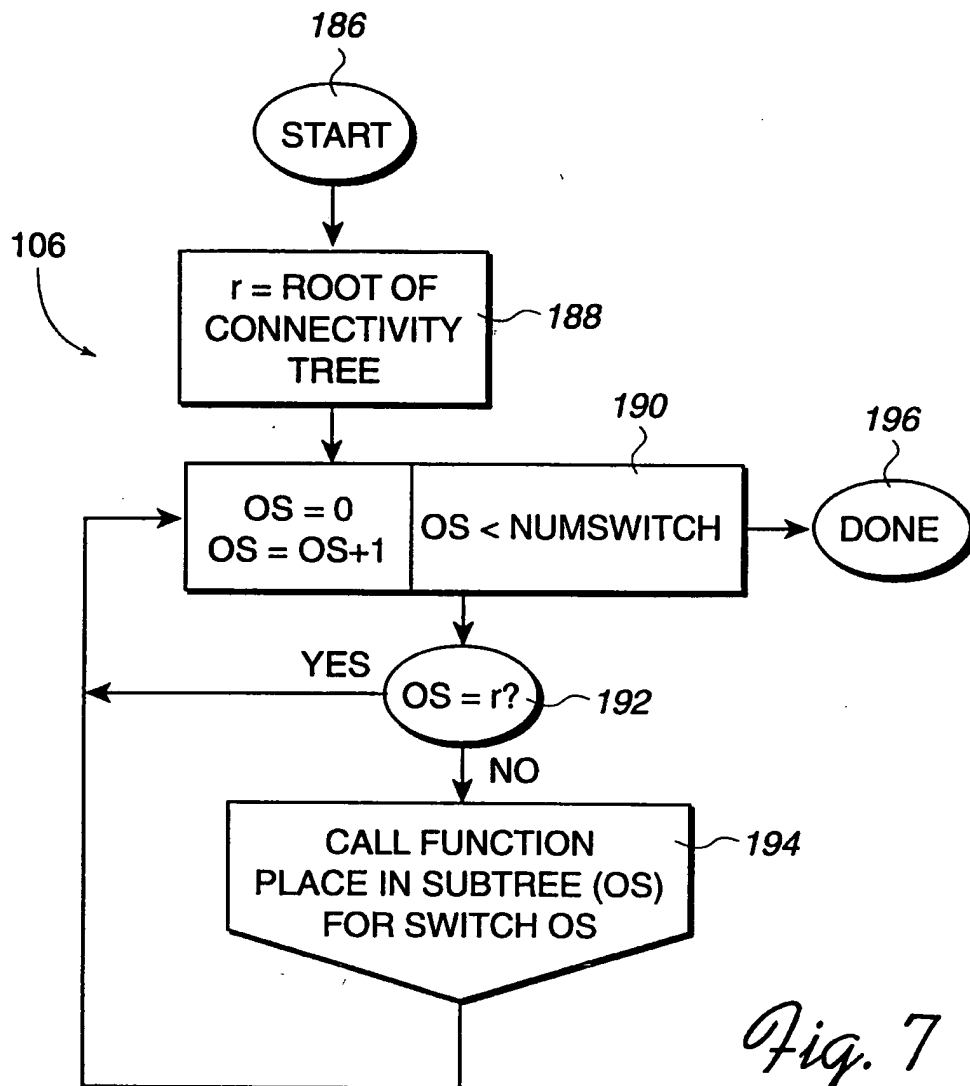 186
START
106
r = ROOT OF
CONNECTIVITY
TREE
188
190
196
OS = 0
OS = OS+1
OS < NUMSWITCH
DONE
YES
OS = r?
192
NO
CALL FUNCTION
PLACE IN SUBTREE (OS)
FOR SWITCH OS
194
Fig. 7